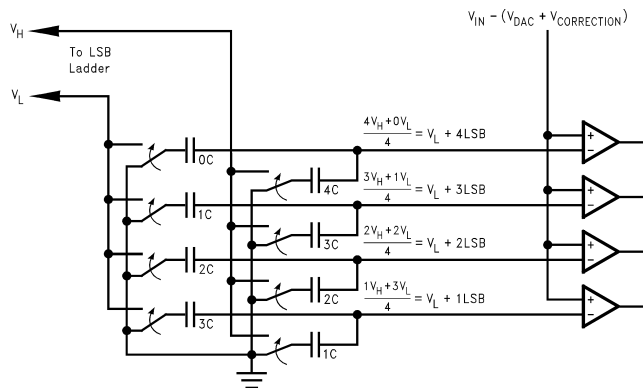 V_H
To LSB
Ladder
V_L
V_IN – (V_DAC + V_CORRECTION)
4V_H + 0V_L / 4 = V_L + 4LSB
0C
4C
+
–
3V_H + 1V_L / 4 = V_L + 3LSB
1C
3C
+
–
2V_H + 2V_L / 4 = V_L + 2LSB
2C
2C
+
–
1V_H + 3V_L / 4 = V_L + 1LSB
3C
1C
+
–